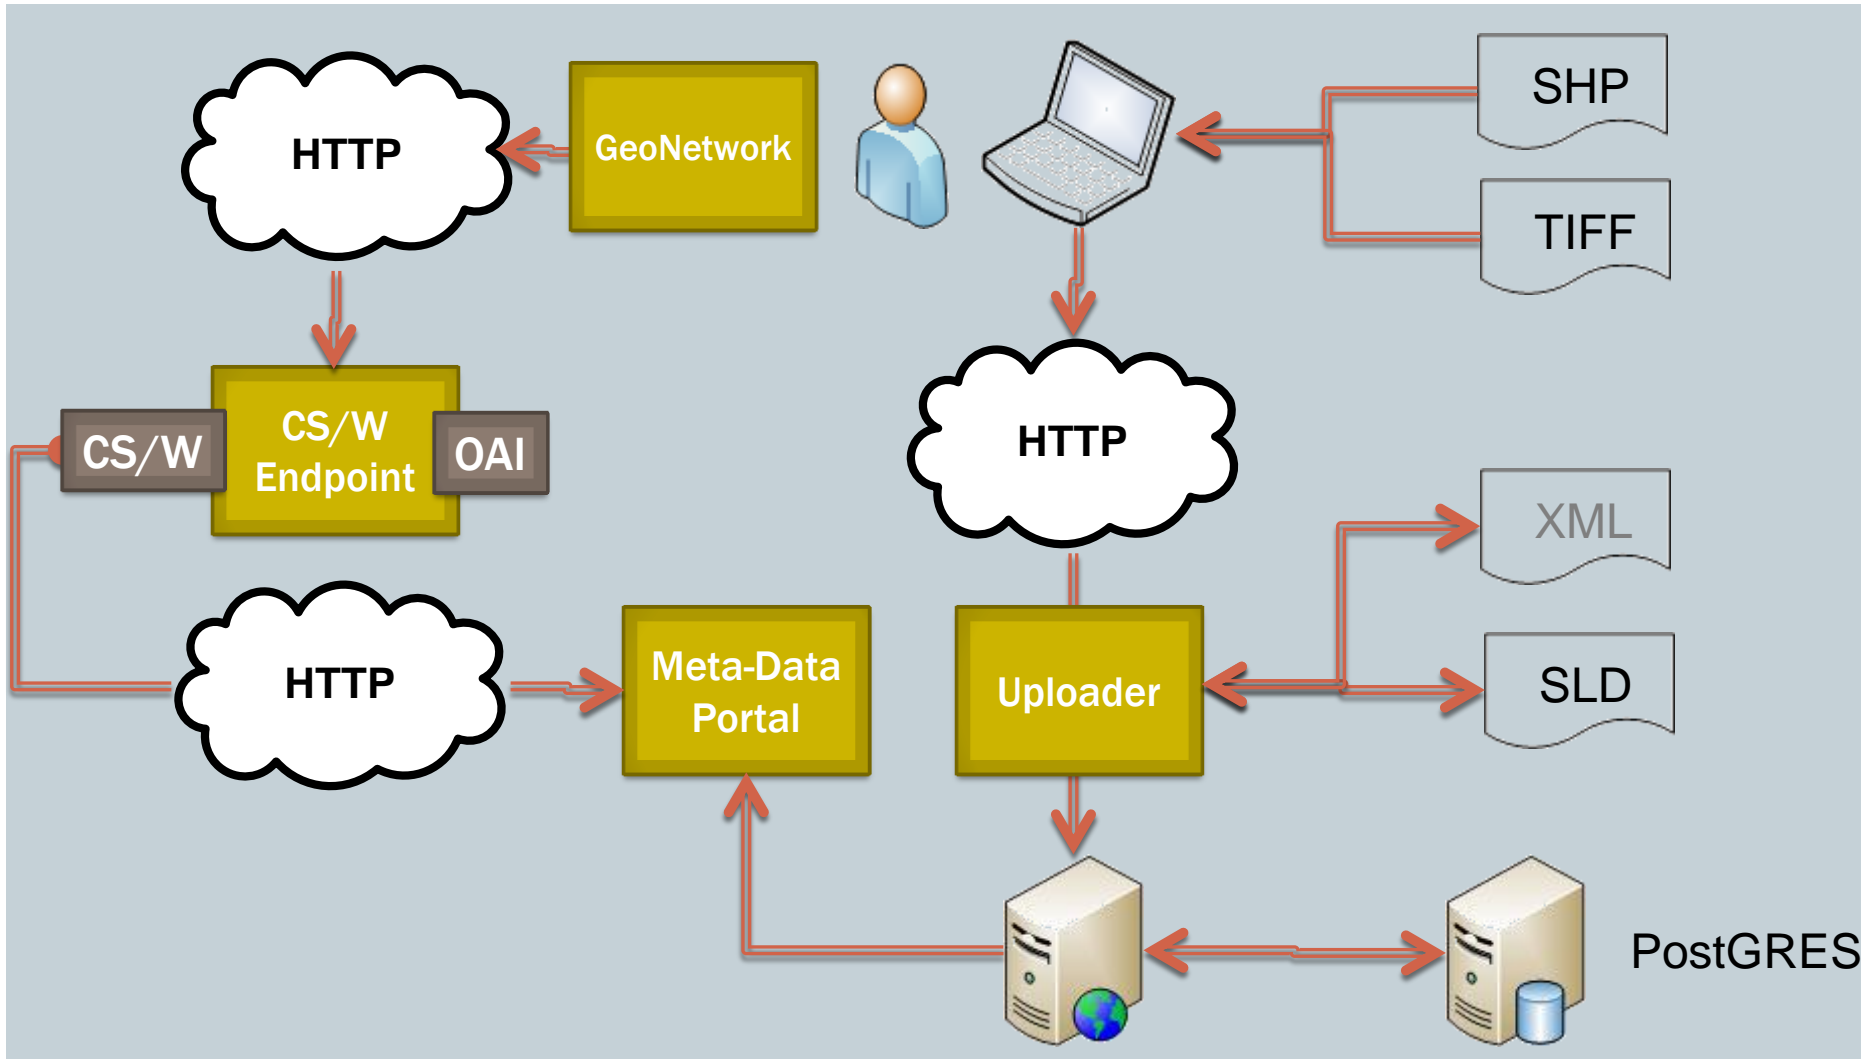 SHP
HTTP
GeoNetwork
TIFF
CS/W
CS/W
Endpoint
OAI
HTTP
XML
HTTP
Meta-Data
Portal
Uploader
SLD
PostGRES